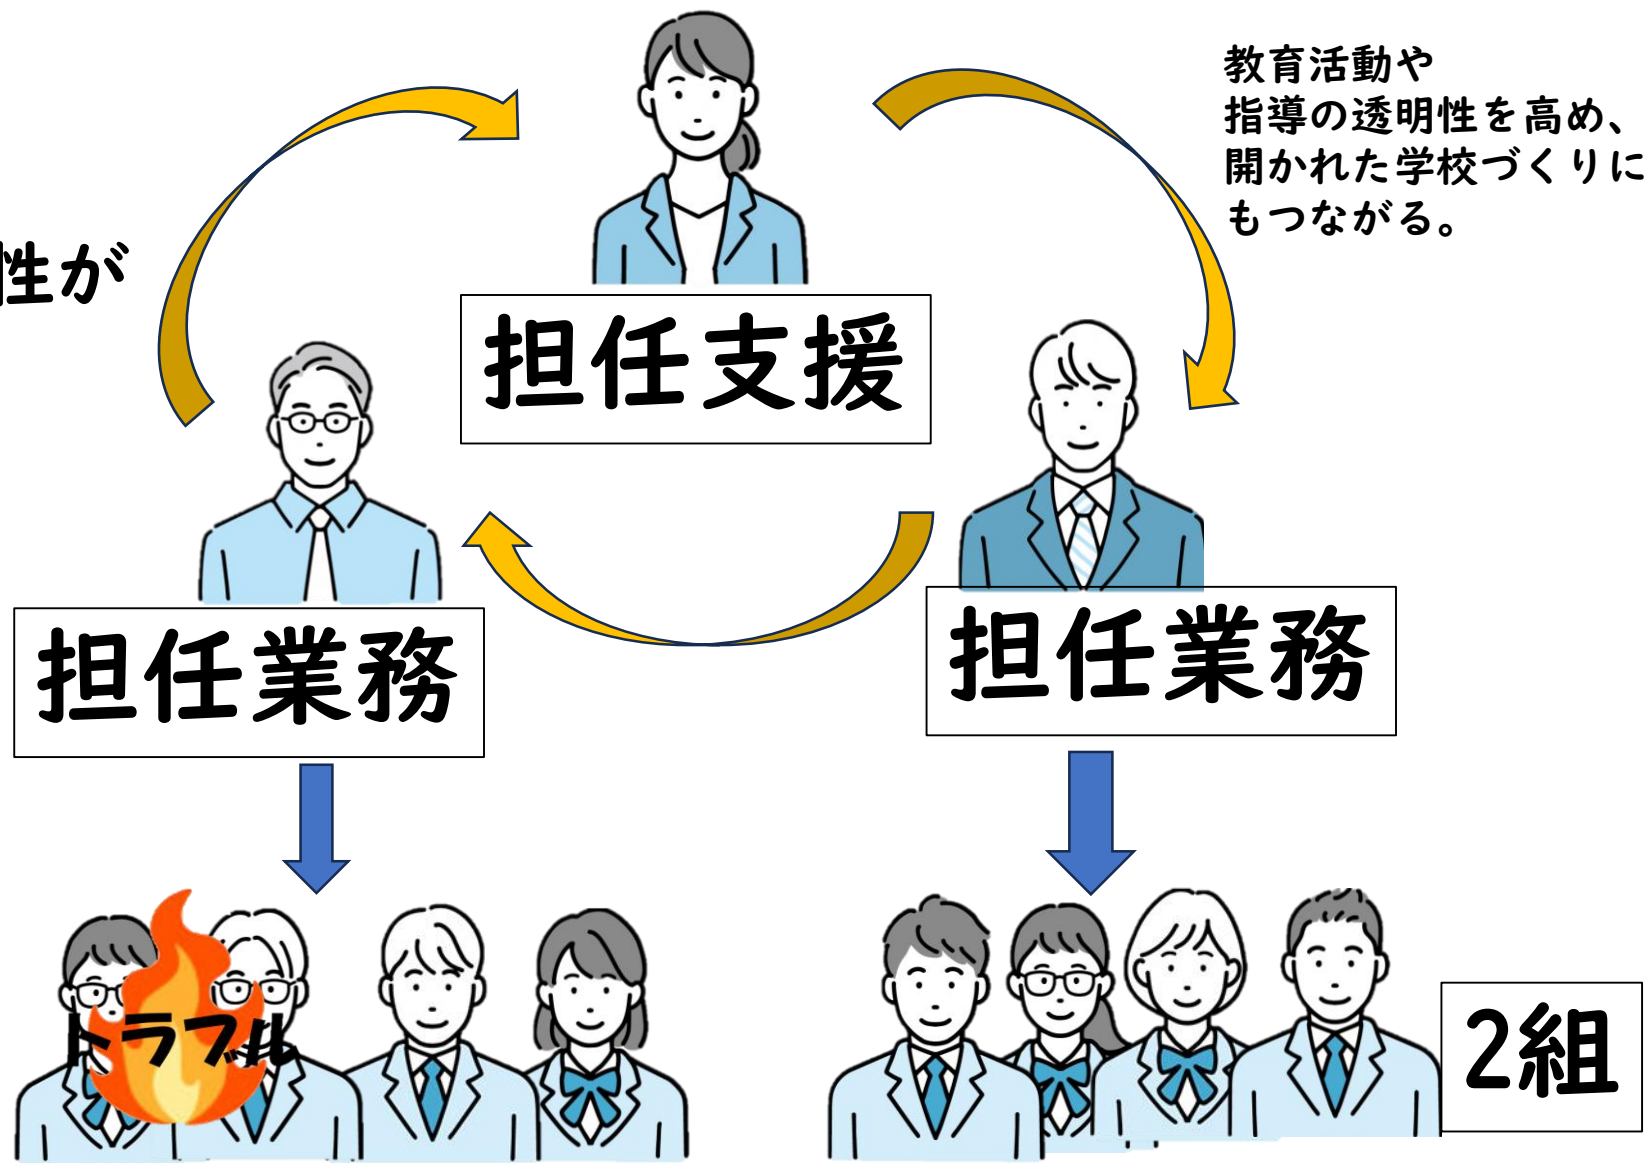 教育活動や
指導の透明性を高め、
開かれた学校づくりに
もつながる。
性が
担任支援
担任業務
担任業務
トラブル
2組